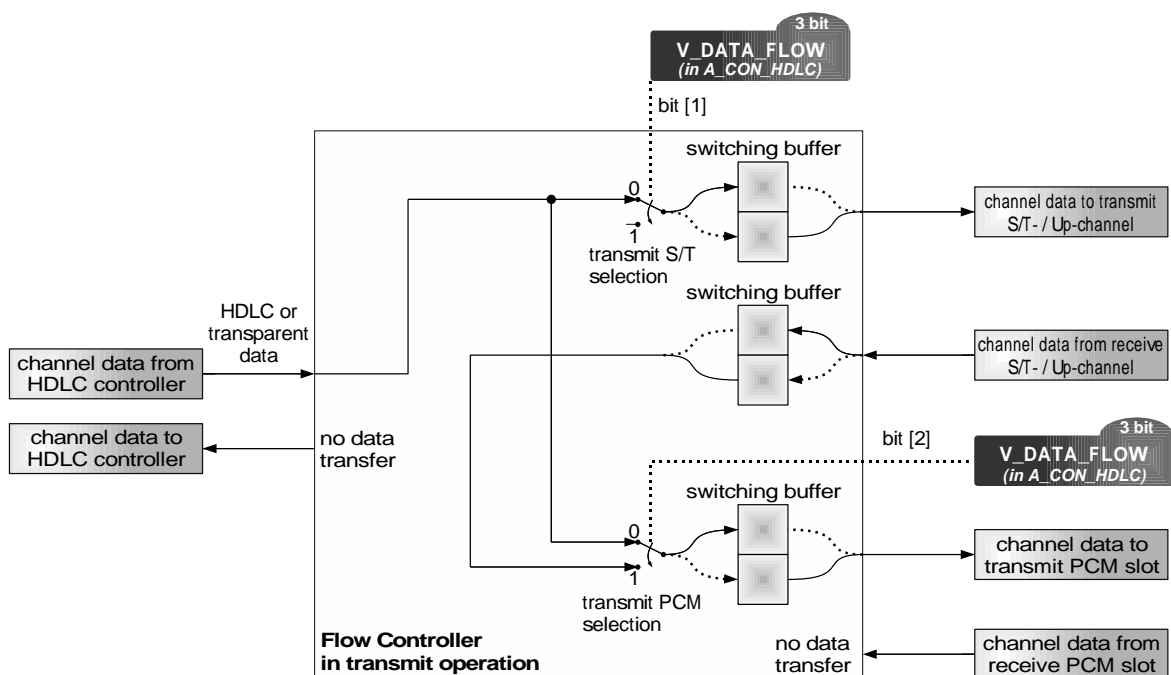 3 bit
V_DATA_FLOW
(in A_CON_HDLC)
bit [1]
switching buffer
0
1
transmit S/T
selection
channel data to transmit
S/T- / Up-channel
switching buffer
HDLC or
transparent
data
channel data from
HDLC controller
channel data from receive
S/T- / Up-channel
channel data to
HDLC controller
no data
transfer
bit [2]
3 bit
V_DATA_FLOW
(in A_CON_HDLC)
switching buffer
0
1
transmit PCM
selection
channel data to
transmit PCM slot
Flow Controller
in transmit operation
no data
transfer
channel data from
receive PCM slot